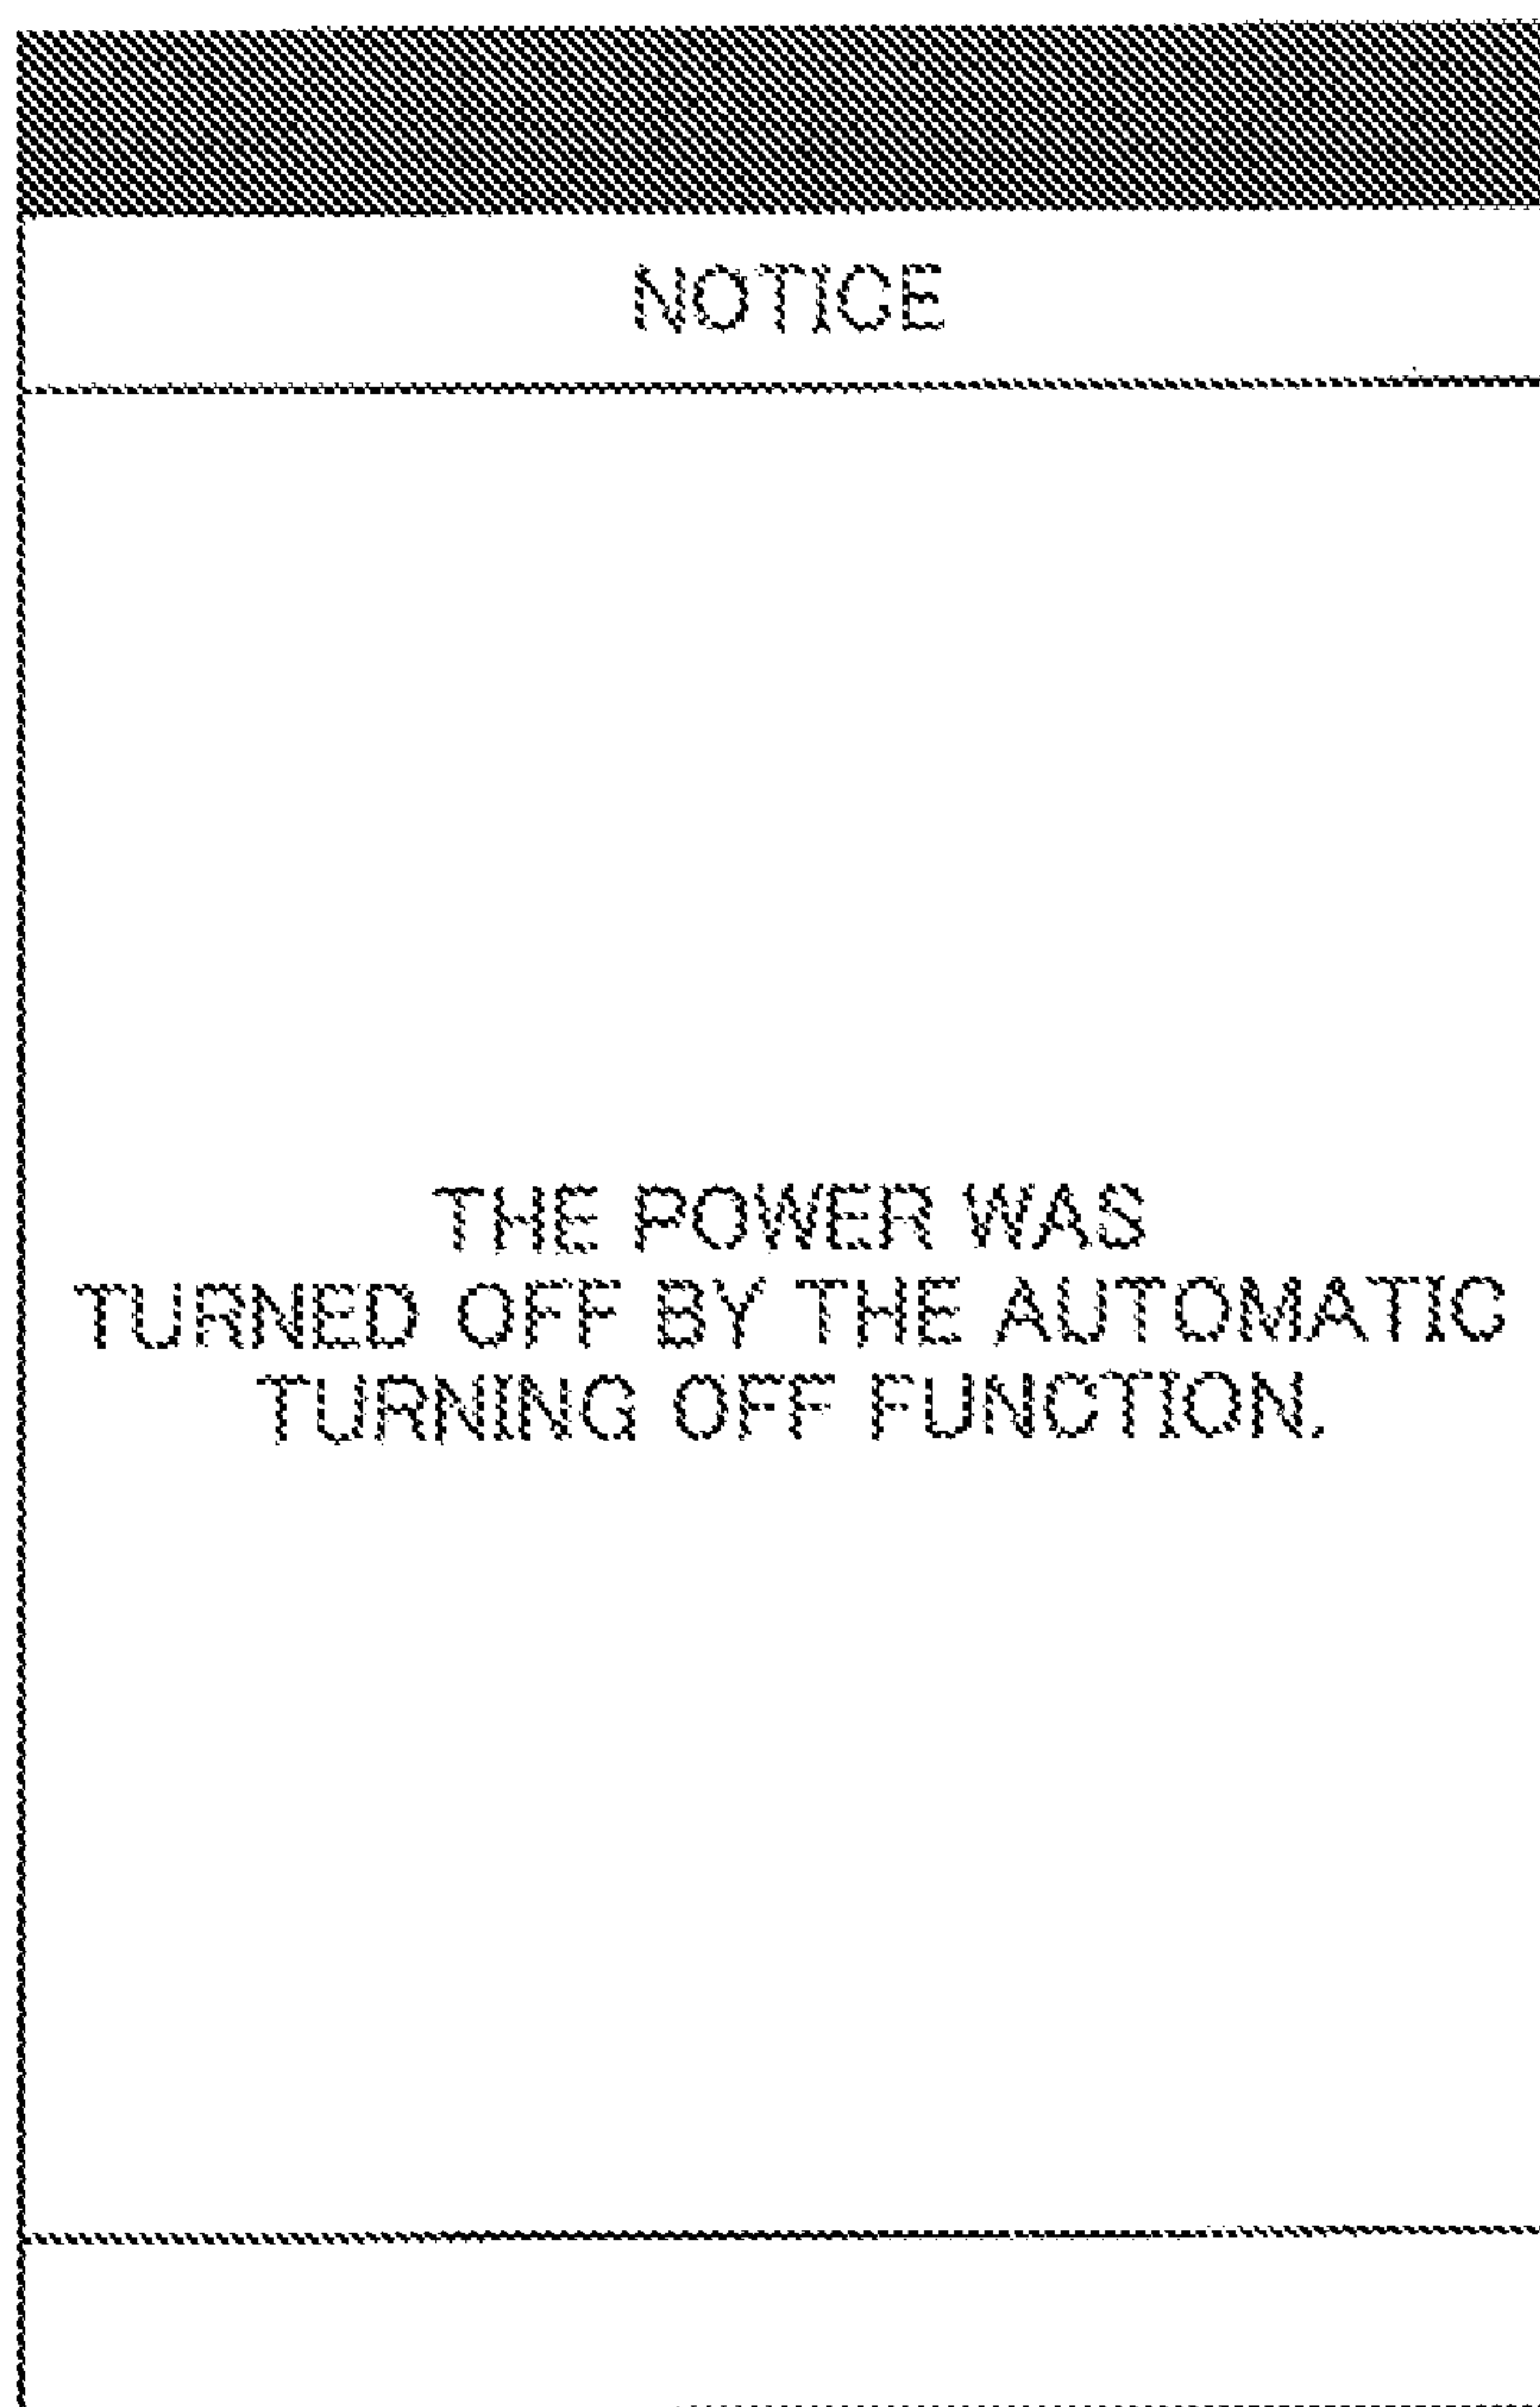 NOTICE
THE POWER WAS
TURNED OFF BY THE AUTOMATIC
TURNING OFF FUNCTION.